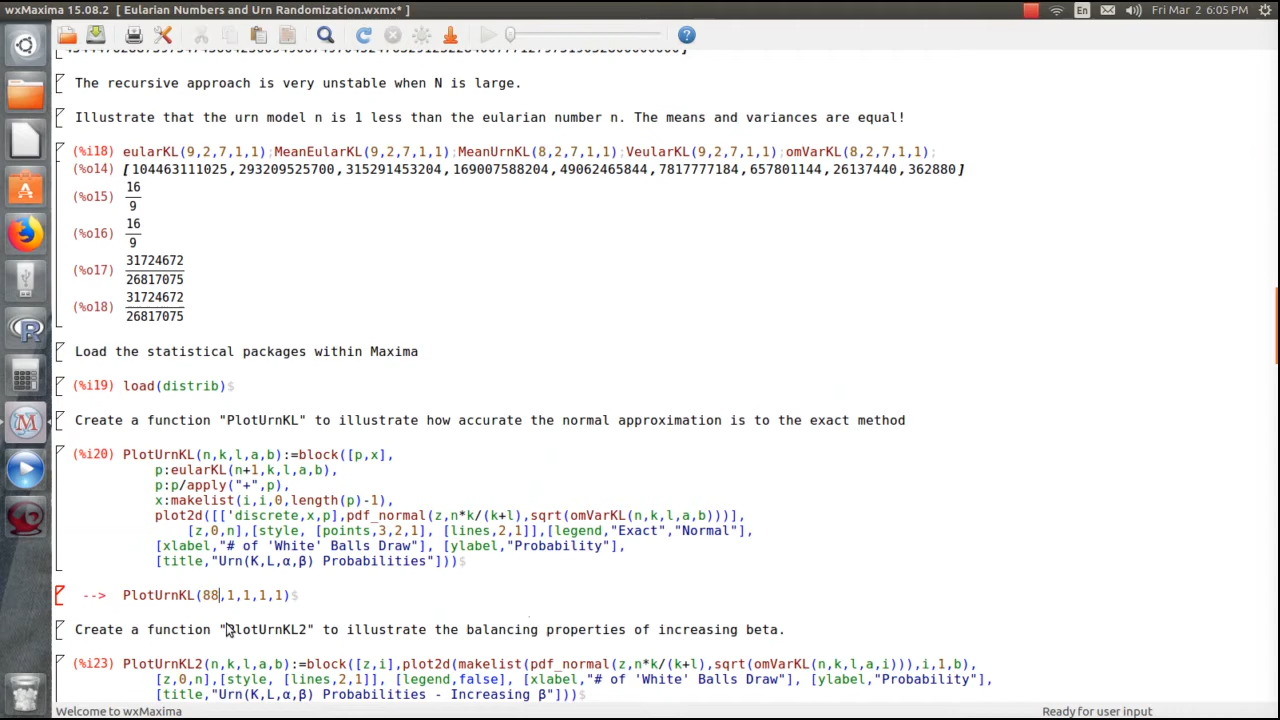 wxMaxima 15.08.2 [ Eularian Numbers and Urn Randomization.wxmx* ]
En
Fri Mar 2 6:05 PM
The recursive approach is very unstable when N is large.
Illustrate that the urn model n is 1 less than the eularian number n. The means and variances are equal!
(%i18) eularKL(9,2,7,1,1);MeanEularKL(9,2,7,1,1);MeanUrnKL(8,2,7,1,1);VeularKL(9,2,7,1,1);omVarKL(8,2,7,1,1);
(%o14) [104463111025,293209525700,315291453204,169007588204,49062465844,7817777184,657801144,26137440,362880]
(%o15) 16
9
(%o16) 16
9
(%o17) 31724672
26817075
(%o18) 31724672
26817075
Load the statistical packages within Maxima
(%i19) load(distrib)$
Create a function "PlotUrnKL" to illustrate how accurate the normal approximation is to the exact method
(%i20) PlotUrnKL(n,k,l,a,b):=block([p,x],
p:eularKL(n+1,k,l,a,b),
p:p/apply("+",p),
x:makelist(i,i,0,length(p)-1),
plot2d([['discrete,x,p],pdf_normal(z,n*k/(k+l),sqrt(omVarKL(n,k,l,a,b)))],
[z,0,n],[style, [points,3,2,1], [lines,2,1]],[legend,"Exact","Normal"],
[xlabel,"# of 'White' Balls Draw"], [ylabel,"Probability"],
[title,"Urn(K,L,α,β) Probabilities"]))$
--> PlotUrnKL(88,1,1,1,1)$
Create a function "PlotUrnKL2" to illustrate the balancing properties of increasing beta.
(%i23) PlotUrnKL2(n,k,l,a,b):=block([z,i],plot2d(makelist(pdf_normal(z,n*k/(k+l),sqrt(omVarKL(n,k,l,a,i))),i,1,b),
[z,0,n],[style, [lines,2,1]], [legend,false], [xlabel,"# of 'White' Balls Draw"], [ylabel,"Probability"],
[title,"Urn(K,L,α,β) Probabilities - Increasing β"]))$
Welcome to wxMaxima
Ready for user input